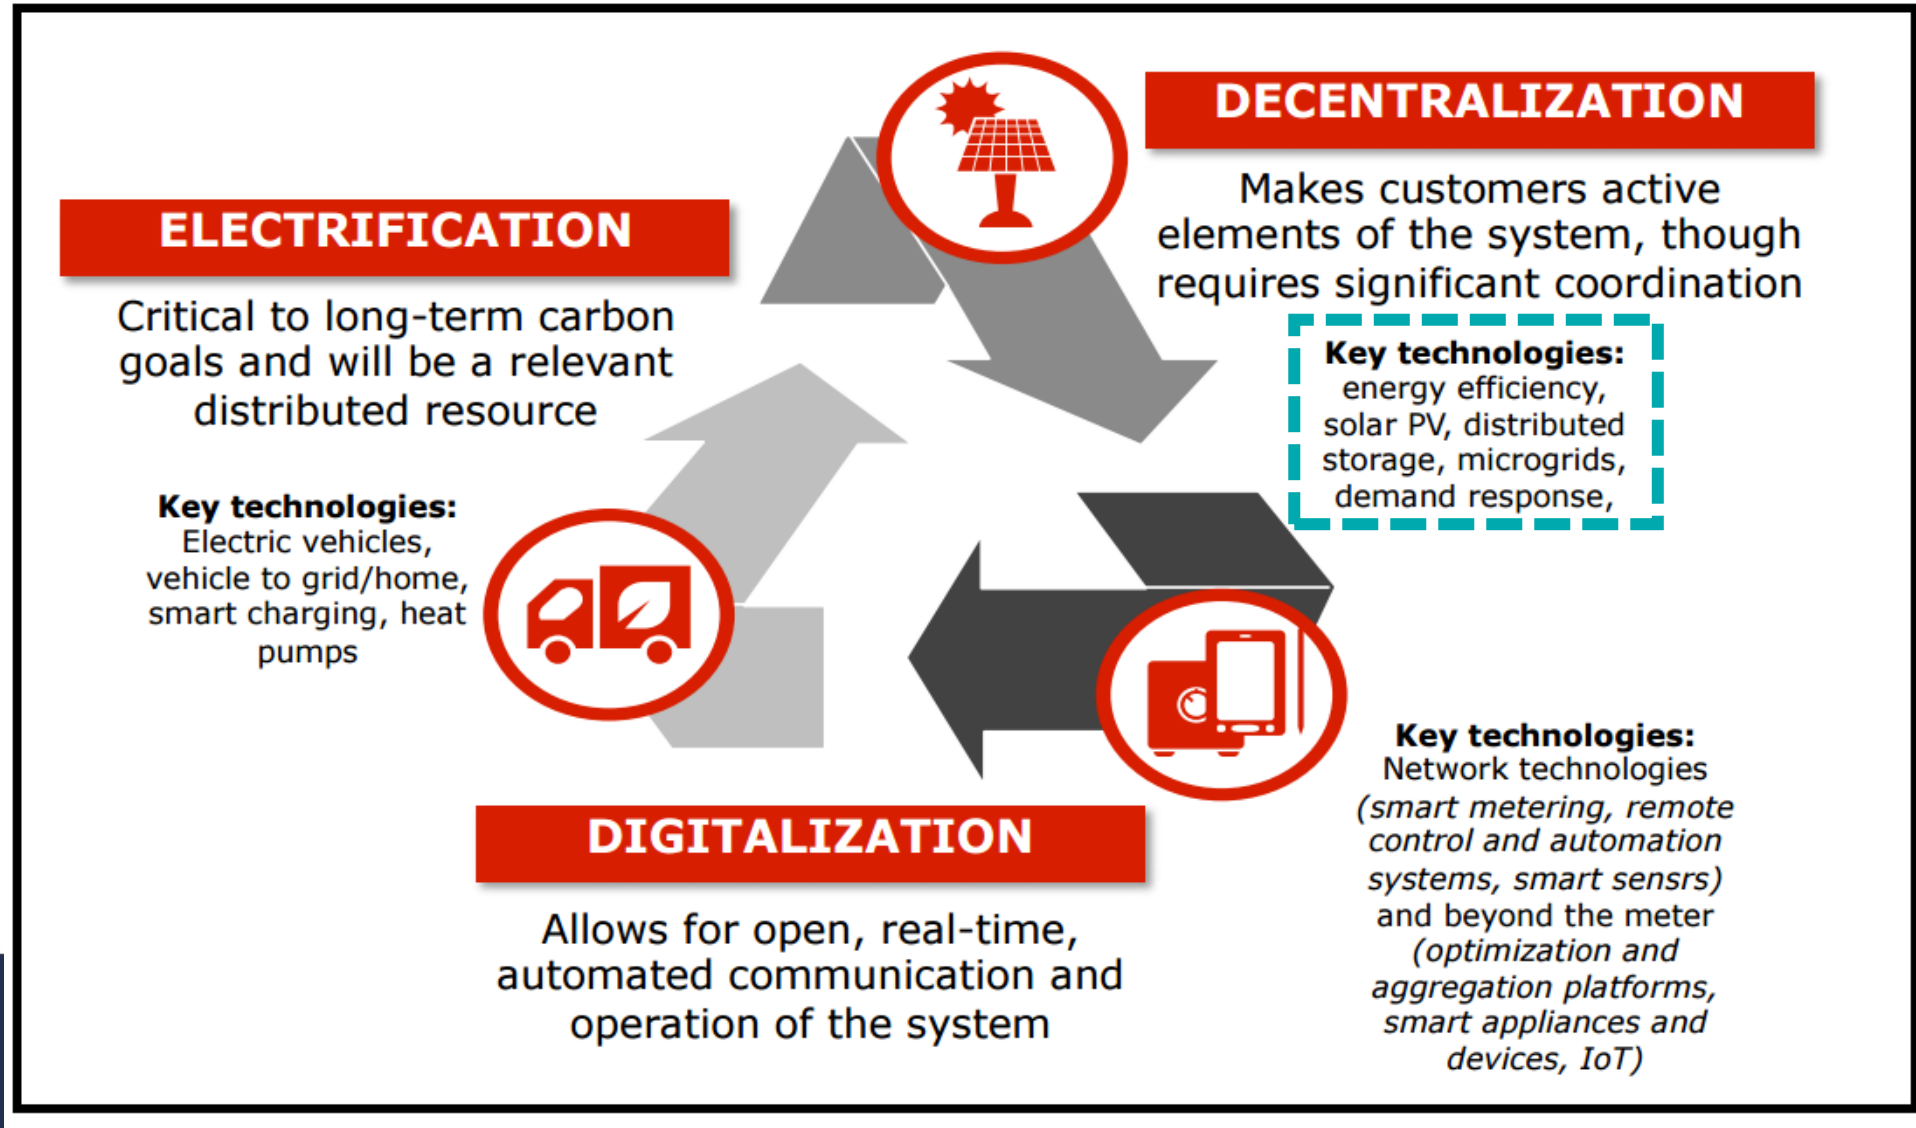 DECENTRALIZATION
Makes customers active
elements of the system, though
requires significant coordination
Key technologies:
energy efficiency,
solar PV, distributed
storage, microgrids,
demand response,
ELECTRIFICATION
Critical to long-term carbon
goals and will be a relevant
distributed resource
Key technologies:
Electric vehicles,
vehicle to grid/home,
smart charging, heat
pumps
DIGITALIZATION
Allows for open, real-time,
automated communication and
operation of the system
Key technologies:
Network technologies
(smart metering, remote
control and automation
systems, smart sensrs)
and beyond the meter
(optimization and
aggregation platforms,
smart appliances and
devices, IoT)